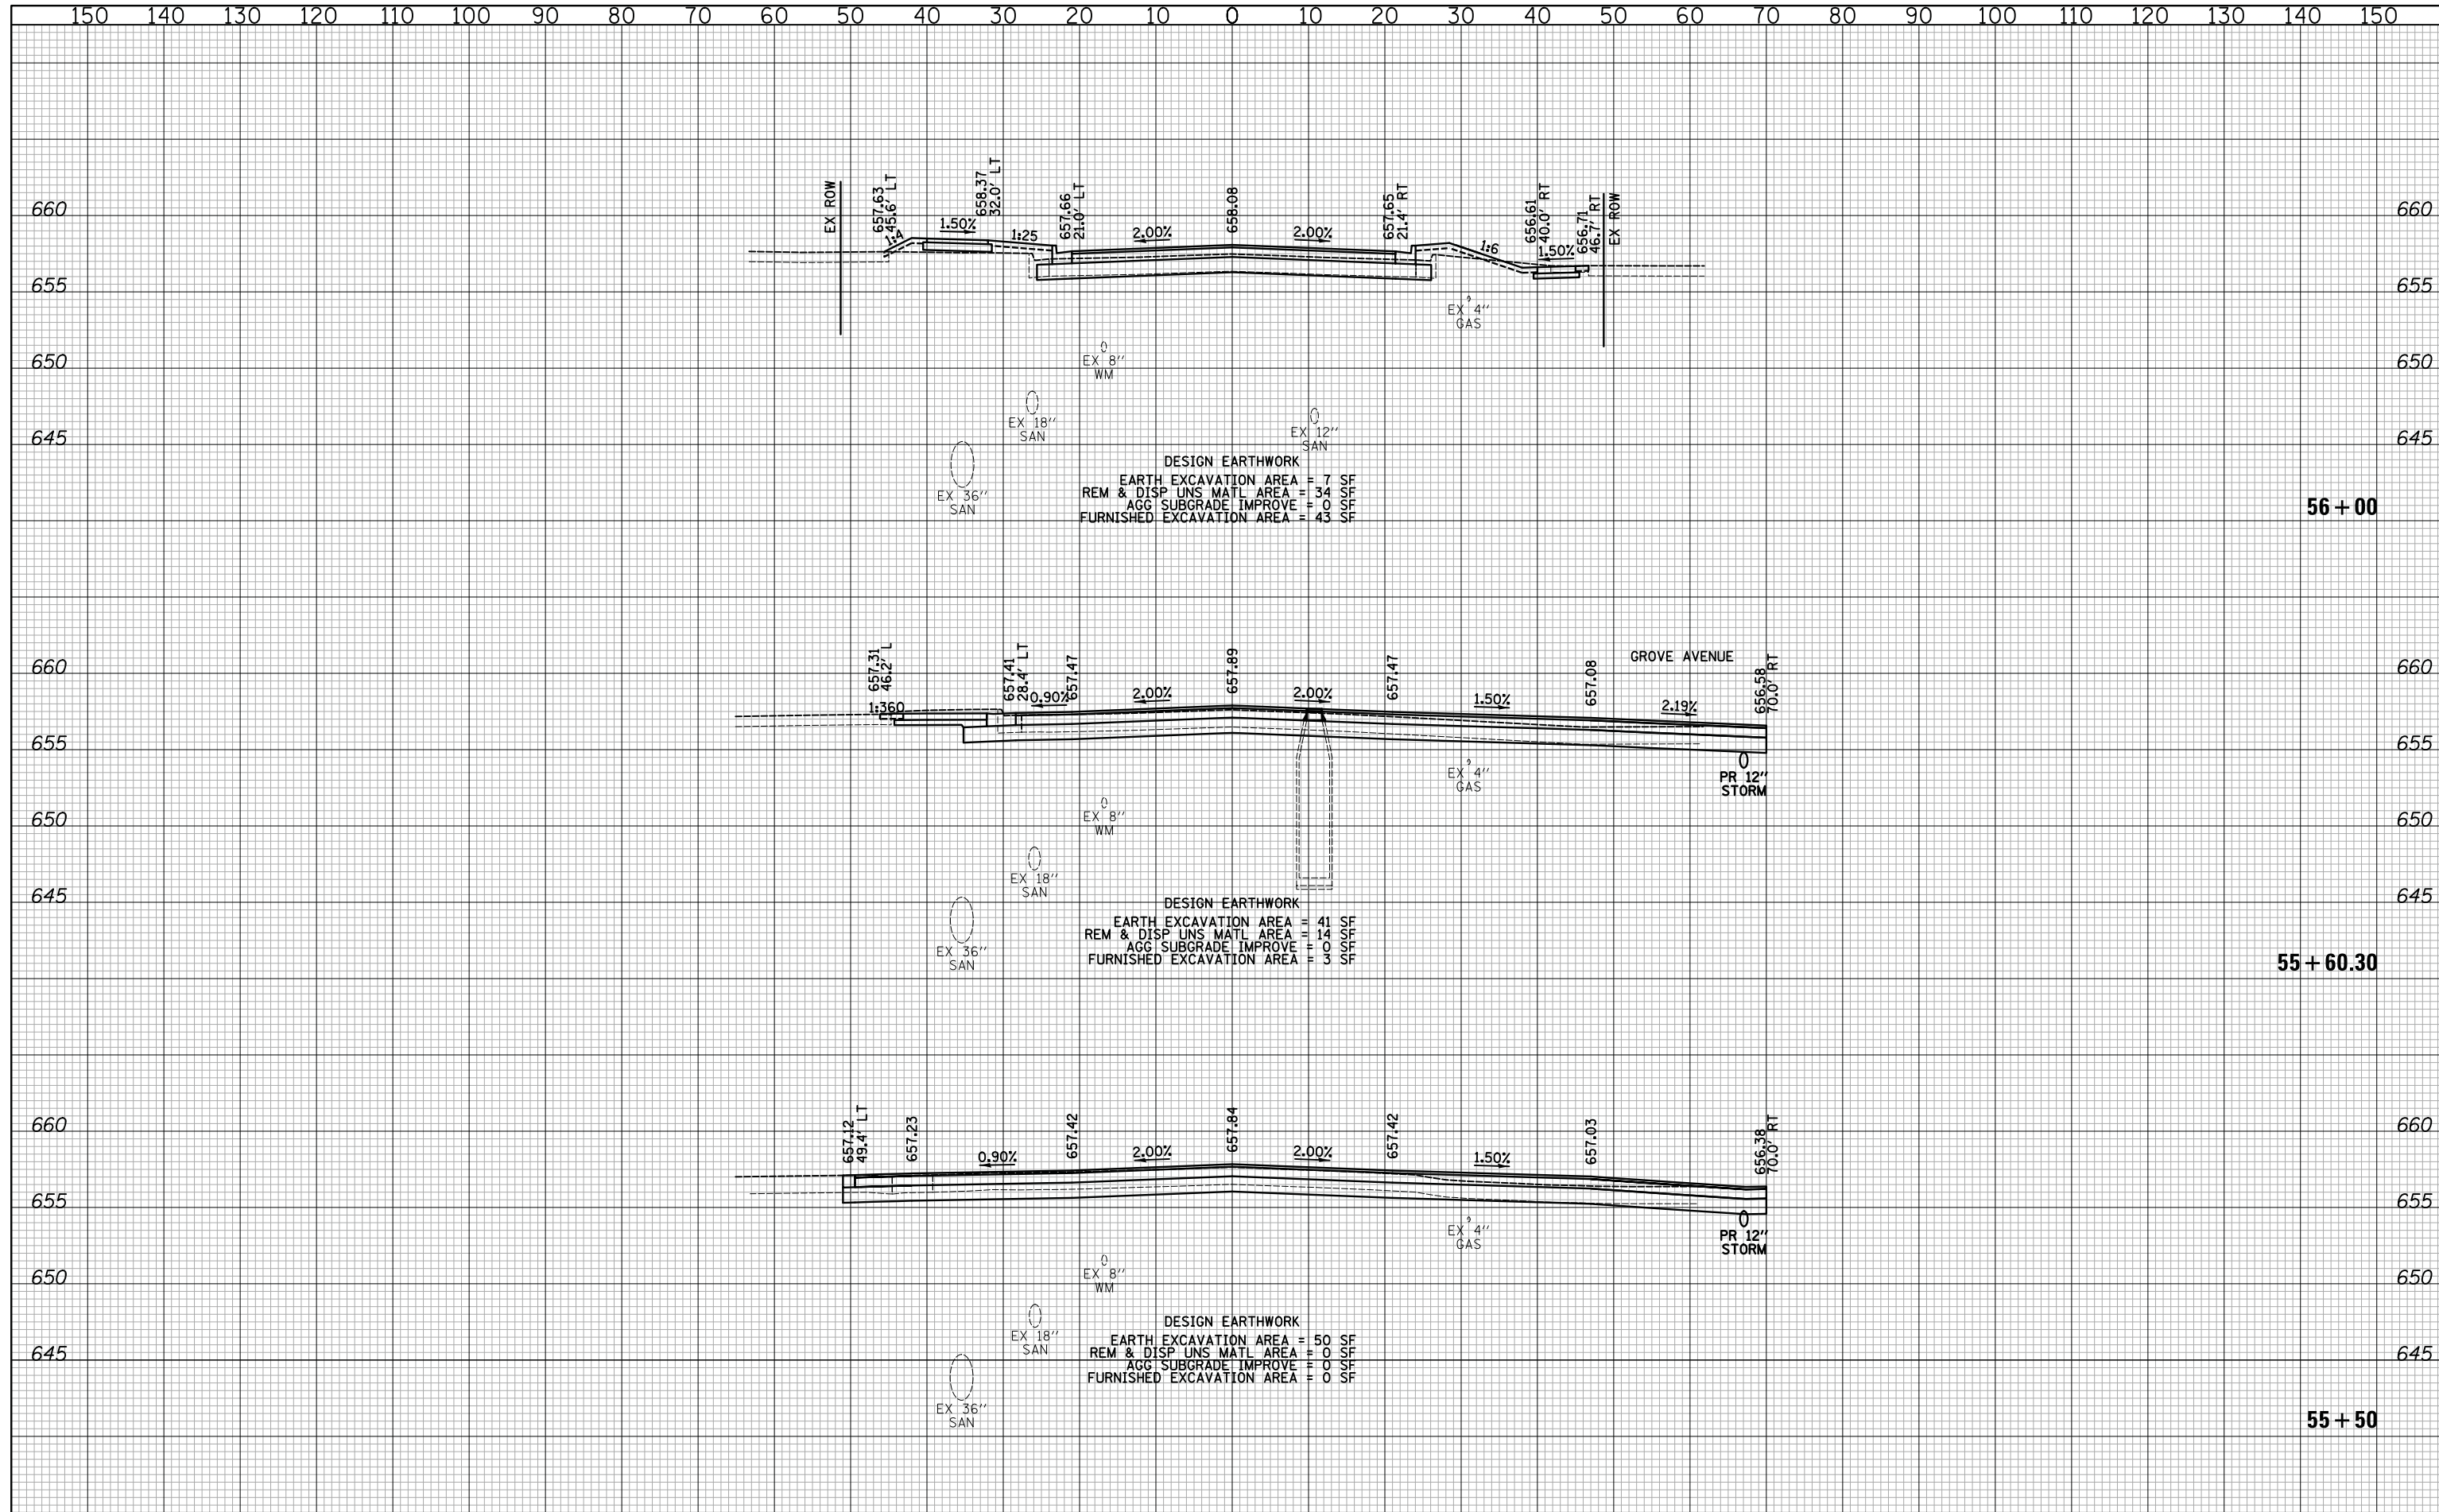 150 140 130 120 110 100 90 80 70 60 50 40 30 20 10 0 10 20 30 40 50 60 70 80 90 100 110 120 130 140 150
EX ROW
657.63
45.6' LT
1:4
1.50%
658.37
32.0' LT
1:25
657.66
21.0' LT
2.00%
658.08
2.00%
657.65
21.4' RT
1:6
656.61
40.0' RT
1.50%
656.71
46.7' RT
EX ROW
660 660
655 655
EX 4''
GAS
650 650
EX 8''
WM
EX 18''
SAN
EX 12''
SAN
645 645
EX 36''
SAN
DESIGN EARTHWORK
EARTH EXCAVATION AREA = 7 SF
REM & DISP UNS MATL AREA = 34 SF
AGG SUBGRADE IMPROVE = 0 SF
FURNISHED EXCAVATION AREA = 43 SF
56+00
657.31
46.2' L
1:360
657.41
28.4' LT
0.90%
657.47
2.00%
657.89
2.00%
657.47
1.50%
657.08
GROVE AVENUE
2.19%
656.58
70.0' RT
660 660
655 655
EX 4''
GAS
PR 12''
STORM
650 650
EX 8''
WM
EX 18''
SAN
645 645
EX 36''
SAN
DESIGN EARTHWORK
EARTH EXCAVATION AREA = 41 SF
REM & DISP UNS MATL AREA = 14 SF
AGG SUBGRADE IMPROVE = 0 SF
FURNISHED EXCAVATION AREA = 3 SF
55+60.30
657.12
49.4' LT
657.23
0.90%
657.42
2.00%
657.84
2.00%
657.42
1.50%
657.03
656.38
70.0' RT
660 660
655 655
EX 4''
GAS
PR 12''
STORM
650 650
EX 8''
WM
EX 18''
SAN
645 645
EX 36''
SAN
DESIGN EARTHWORK
EARTH EXCAVATION AREA = 50 SF
REM & DISP UNS MATL AREA = 0 SF
AGG SUBGRADE IMPROVE = 0 SF
FURNISHED EXCAVATION AREA = 0 SF
55+50